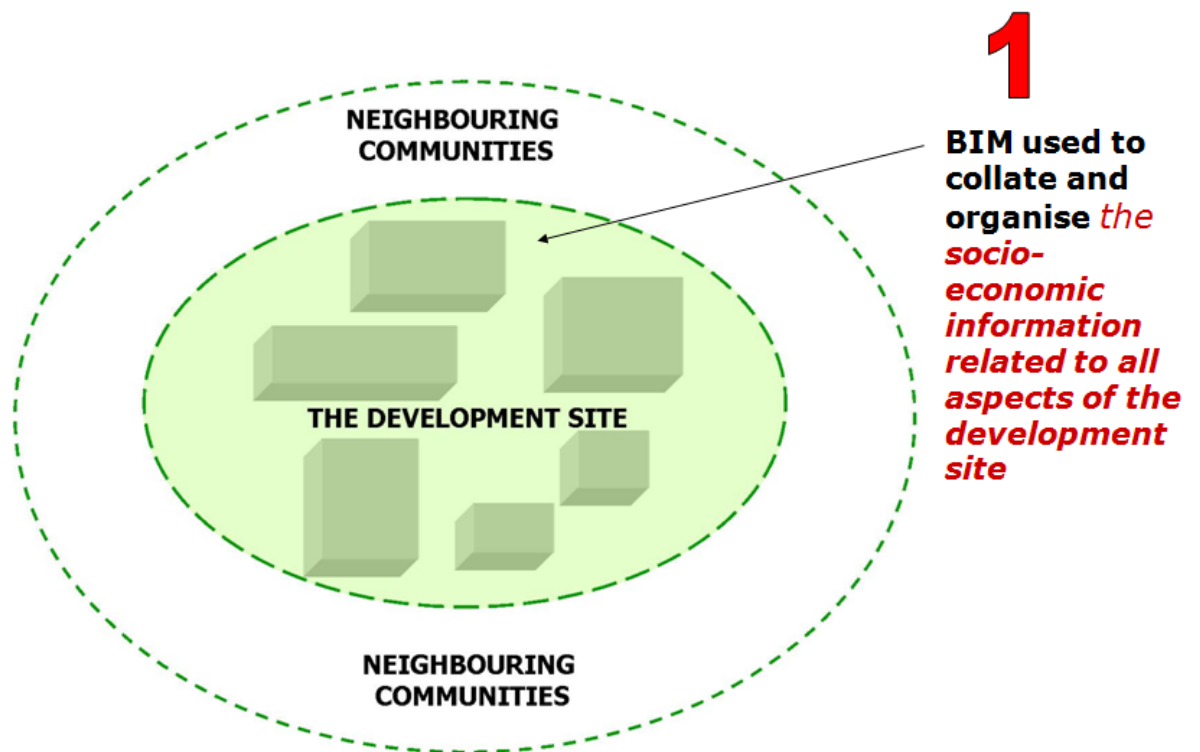 1
NEIGHBOURING
COMMUNITIES
BIM used to
collate and
organise the
socio-
economic
information
related to all
aspects of the
development
site
THE DEVELOPMENT SITE
NEIGHBOURING
COMMUNITIES